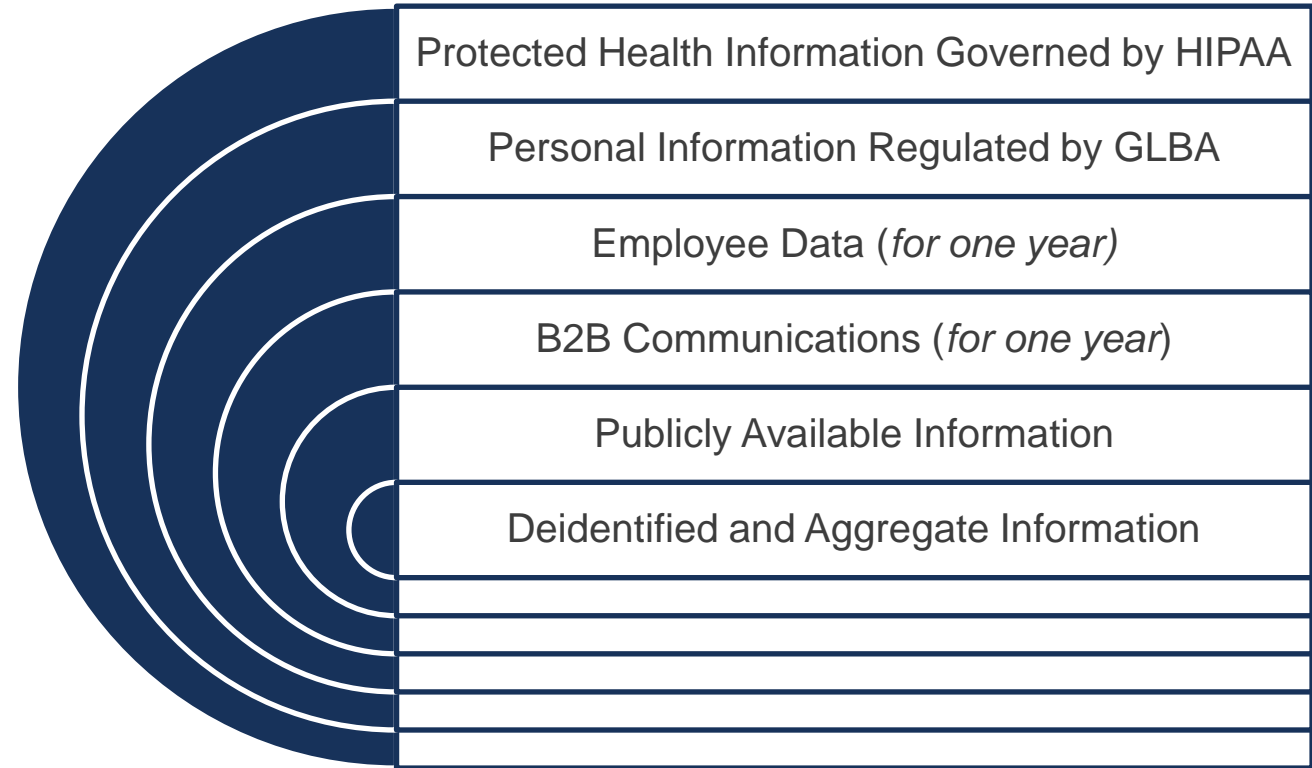 Protected Health Information Governed by HIPAA
Personal Information Regulated by GLBA
Employee Data (for one year)
B2B Communications (for one year)
Publicly Available Information
Deidentified and Aggregate Information